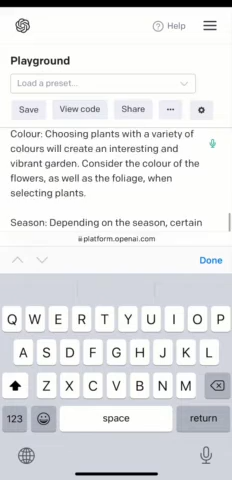 Help
Playground
Load a preset...
Save View code Share ...
Colour: Choosing plants with a variety of
colours will create an interesting and
vibrant garden. Consider the colour of the
flowers, as well as the foliage, when
selecting plants.
Season: Depending on the season, certain
platform.openai.com
Done
Q W E R T Y U I O P
A S D F G H J K L
Z X C V B N M
123 space return